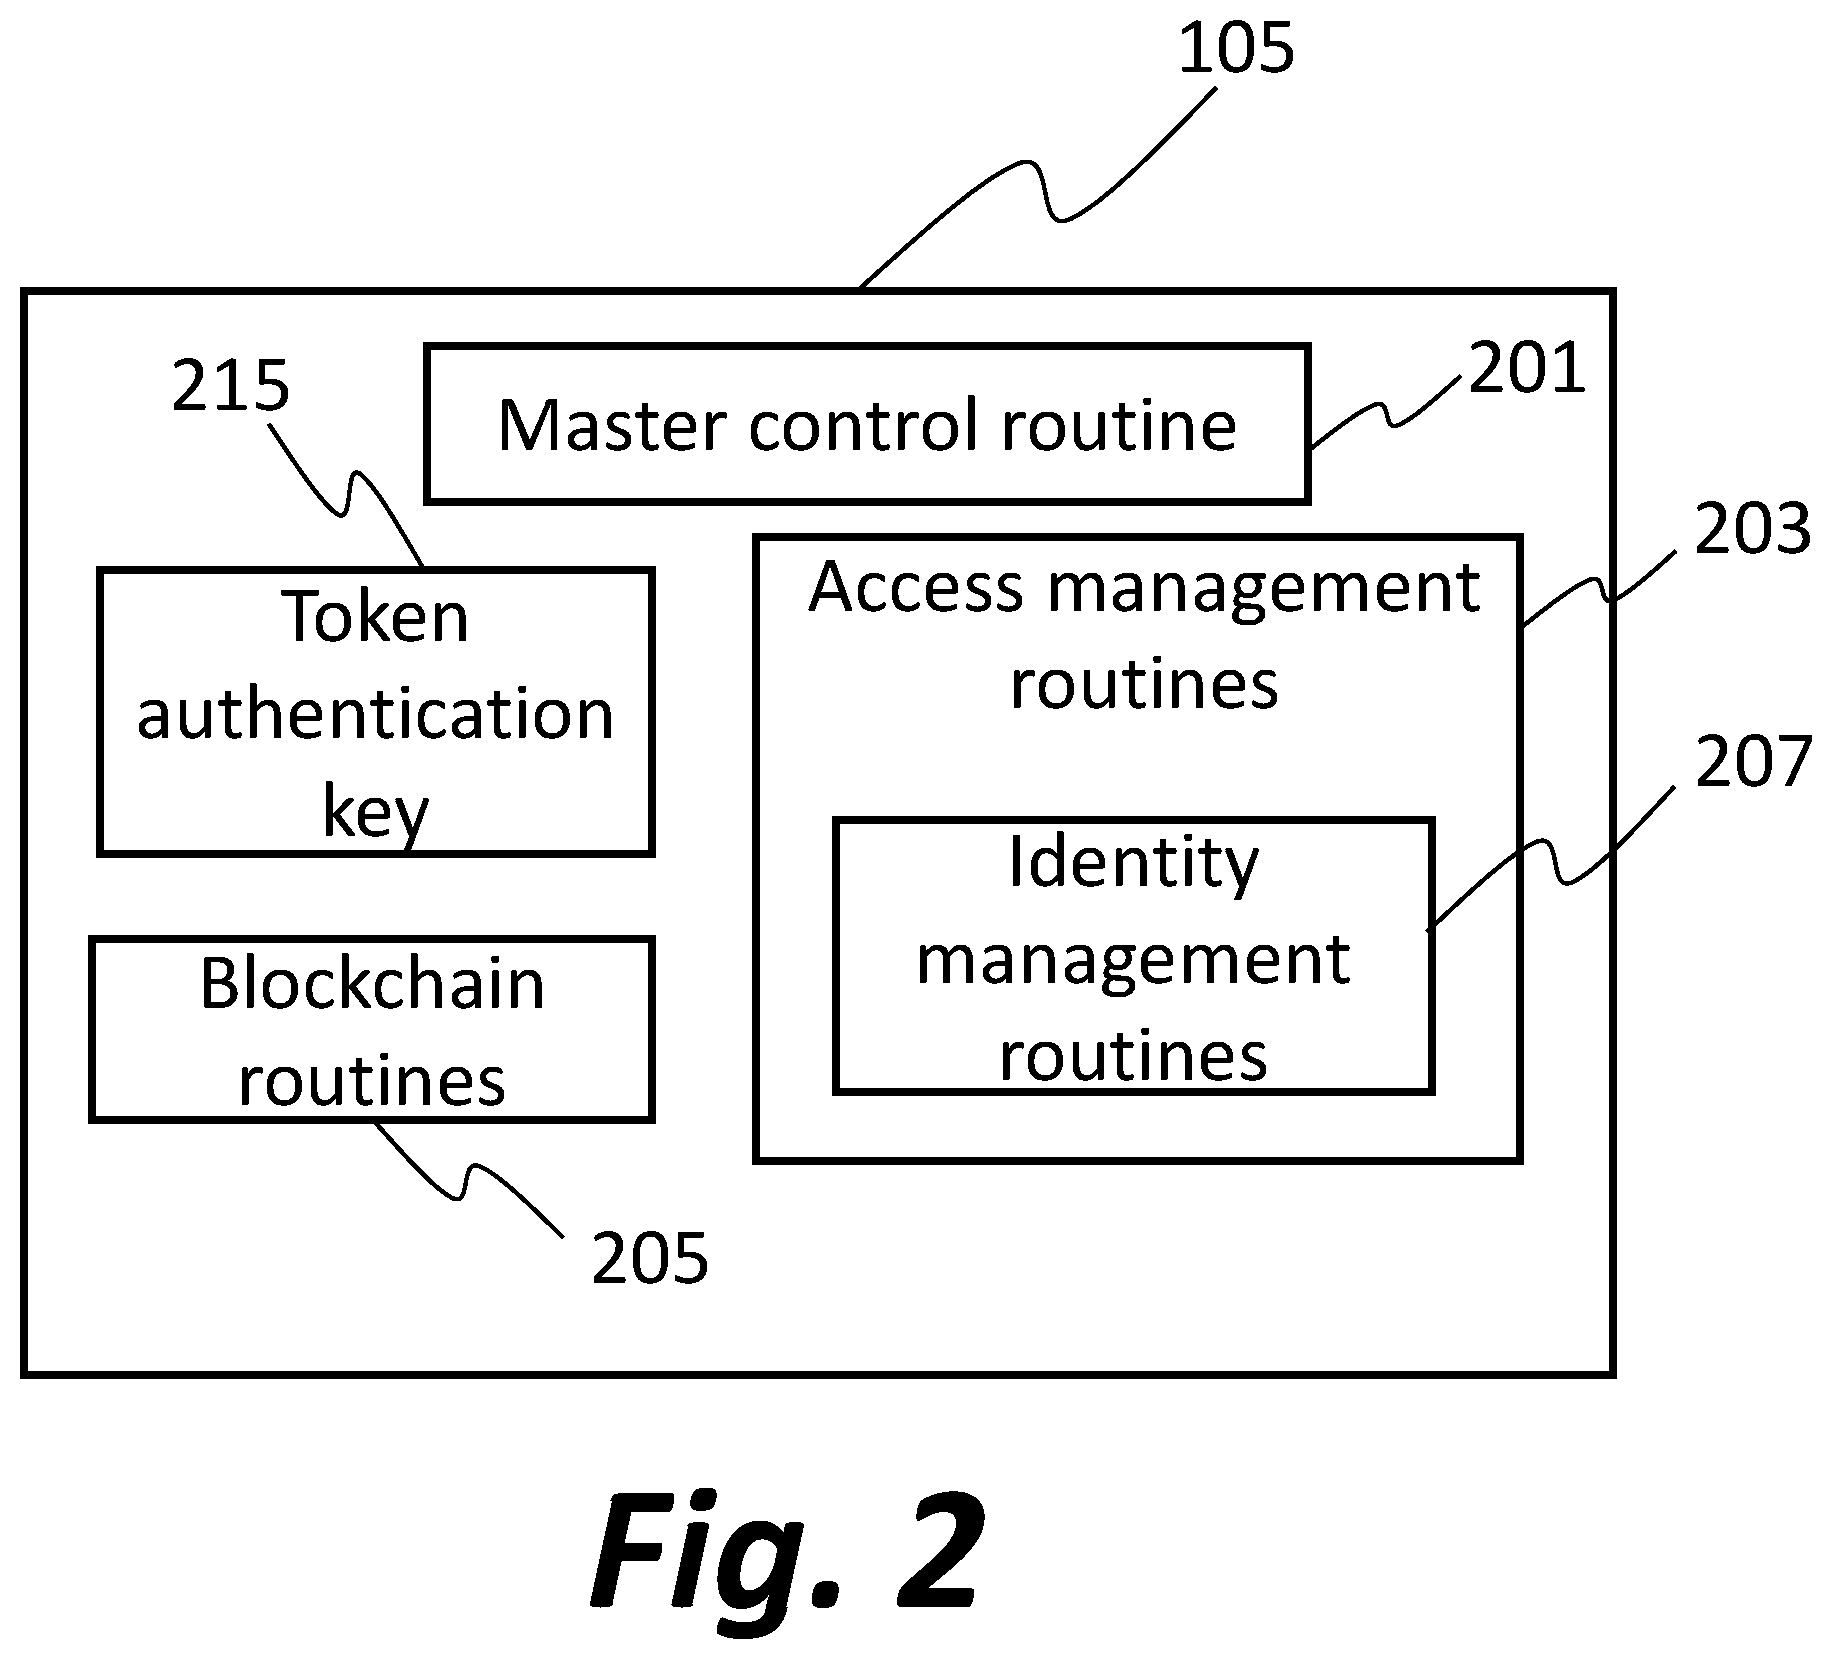 105
215
Master control routine
201
203
Token
authentication
key
Access management
routines
207
Identity
management
routines
Blockchain
routines
205
Fig. 2